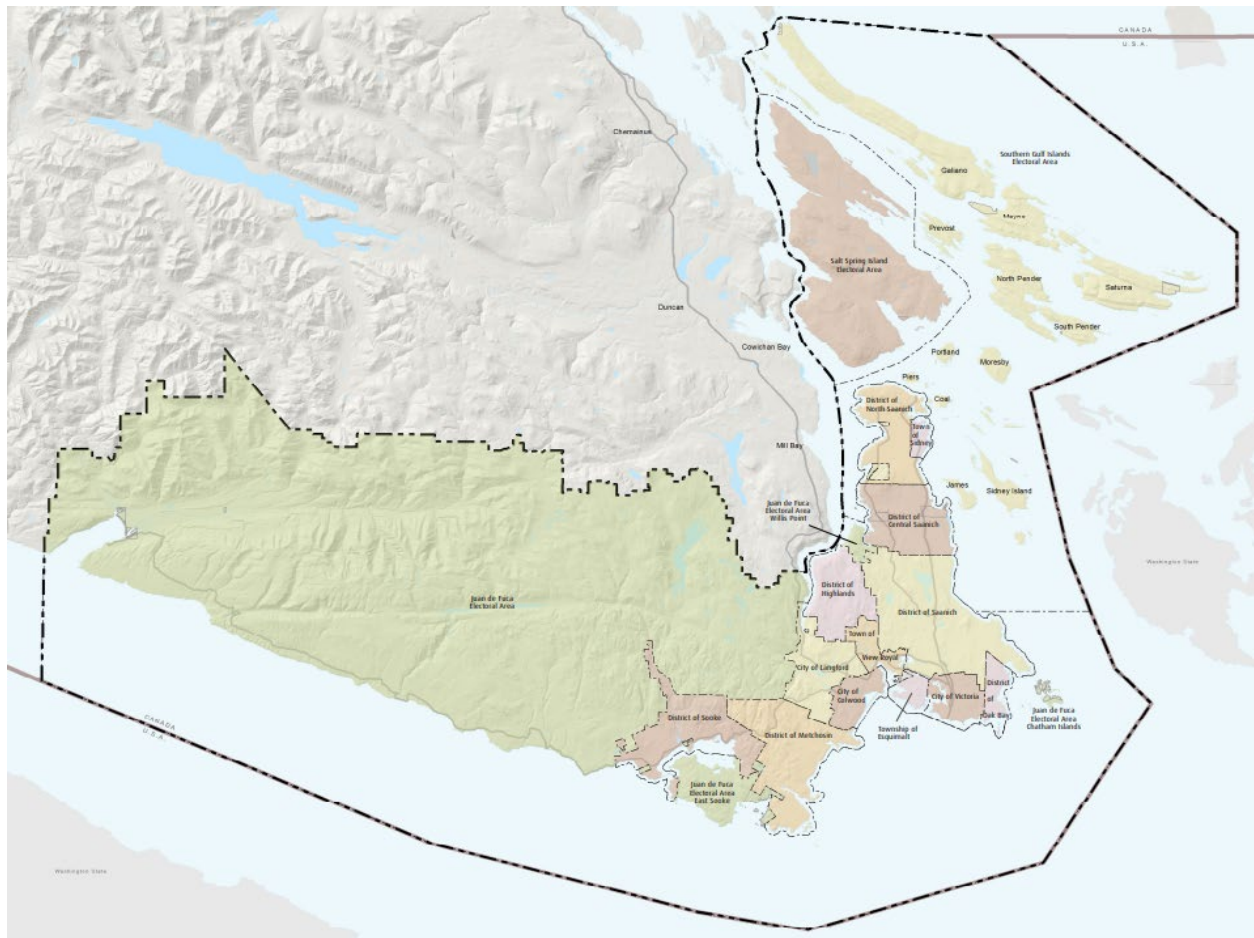 CANADA
U.S.A.
Chemainus
Southern Gulf Islands
Electoral Area
Galiano
Mayne
Prevost
Salt Spring Island
Electoral Area
North Pender
Saturna
Duncan
South Pender
Cowichan Bay
Portland
Moresby
Piers
Coal
District of
North Saanich
Town
of
Sidney
Mill Bay
James
Sidney Island
Juan de Fuca
Electoral Area
Willis Point
District of
Central Saanich
Washington State
District of
Highlands
Juan de Fuca
Electoral Area
District of Saanich
Town of
View Royal
City of Langford
City of
Colwood
District
of
Oak Bay
City of Victoria
Juan de Fuca
Electoral Area
Chatham Islands
District of Sooke
District of Metchosin
Township of
Esquimalt
CANADA
U.S.A.
Juan de Fuca
Electoral Area
East Sooke
Washington State